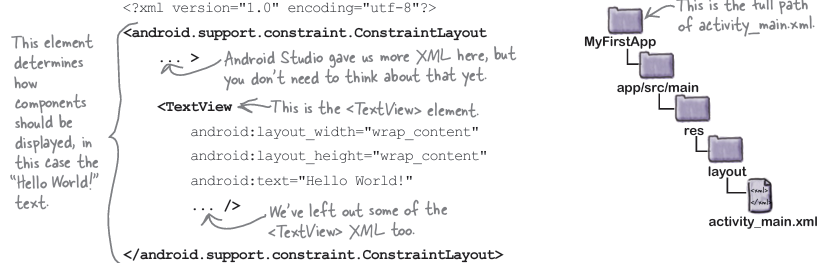 <?xml version="1.0" encoding="utf-8"?>
<android.support.constraint.ConstraintLayout
... >
Android Studio gave us more XML here, but
you don't need to think about that yet.
<TextView
This is the <TextView> element.
android:layout_width="wrap_content"
android:layout_height="wrap_content"
android:text="Hello World!"
... />
We've left out some of the
<TextView> XML too.
</android.support.constraint.ConstraintLayout>
This element
determines
how
components
should be
displayed, in
this case the
"Hello World!"
text.
This is the full path
of activity_main.xml.
MyFirstApp
app/src/main
res
layout
<xml>
</xml>
activity_main.xml